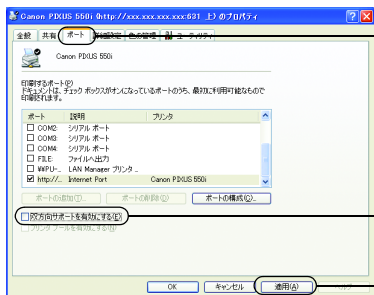 Canon PIXUS 550i (http://xxx.xxx.xxx.xxx:631 上) のプロパティ
全般 共有 ポート 詳細設定 色の管理 ユーティリティ
Canon PIXUS 550i
印刷するポート(P)
ドキュメントは、チェック ボックスがオンになっているポートのうち、最初に利用可能なもので
印刷されます。
ポート 説明 プリンタ
COM2: シリアル ポート
COM3: シリアル ポート
COM4: シリアル ポート
FILE: ファイルへ出力
LAN Manager プリンタ ...
http://... Internet Port Canon PIXUS 550i
ポートの追加(T)... ポートの削除(D) ポートの構成(C)...
双方向サポートを有効にする(E)
プリンタ プールを有効にする(N)
OK キャンセル 適用(A) ヘルプ